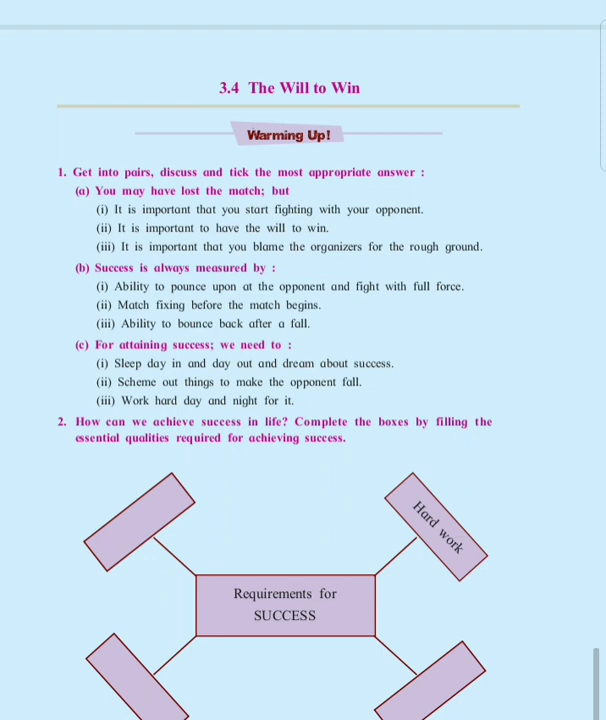 3.4 The Will to Win
Warming Up!
1. Get into pairs, discuss and tick the most appropriate answer :
(a) You may have lost the match; but
(i) It is important that you start fighting with your opponent.
(ii) It is important to have the will to win.
(iii) It is important that you blame the organizers for the rough ground.
(b) Success is always measured by :
(i) Ability to pounce upon at the opponent and fight with full force.
(ii) Match fixing before the match begins.
(iii) Ability to bounce back after a fall.
(c) For attaining success; we need to :
(i) Sleep day in and day out and dream about success.
(ii) Scheme out things to make the opponent fall.
(iii) Work hard day and night for it.
2. How can we achieve success in life? Complete the boxes by filling the
essential qualities required for achieving success.
Hard work
Requirements for
SUCCESS